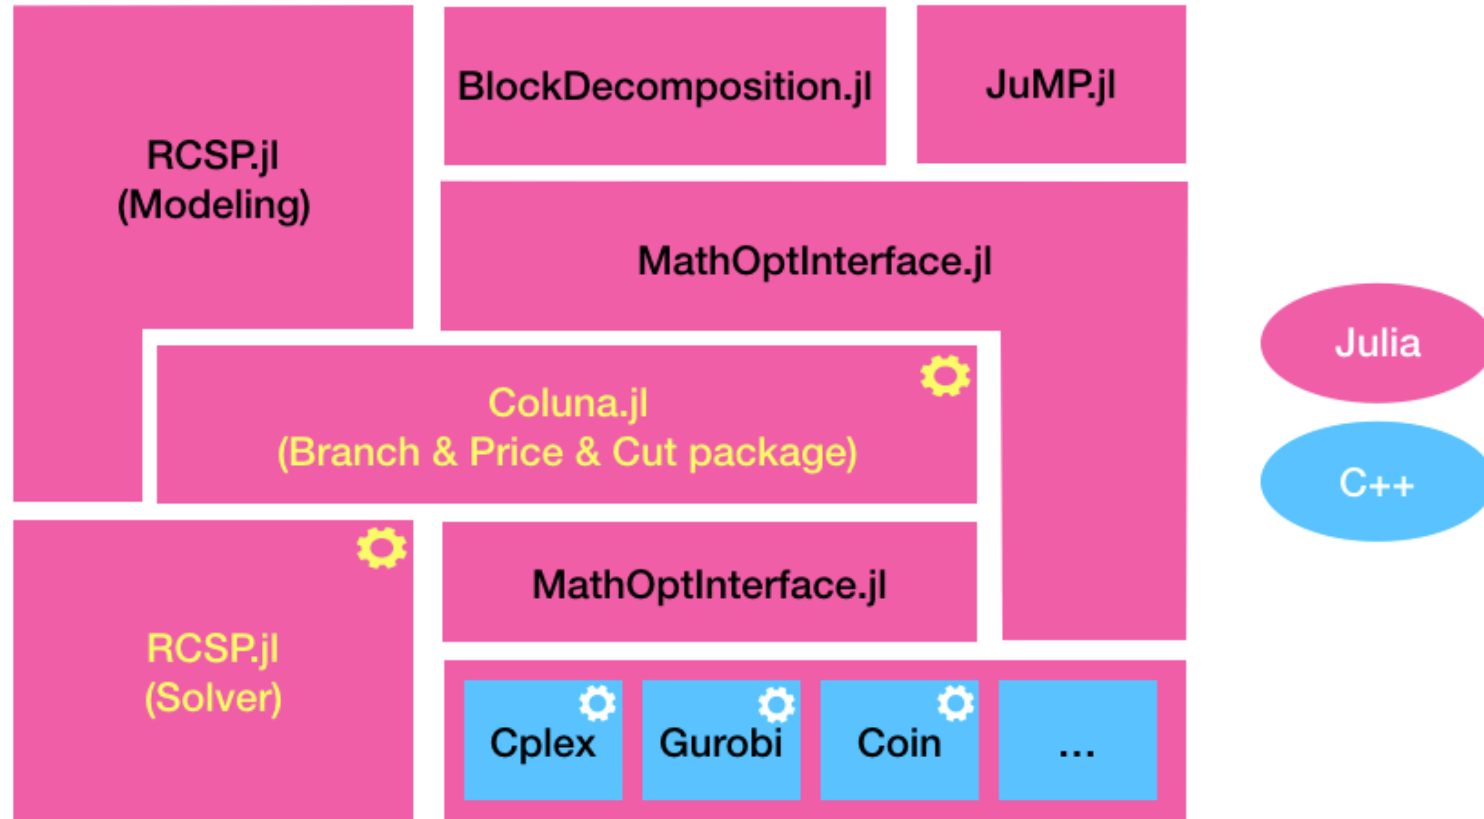 RCSP.jl
(Modeling)
BlockDecomposition.jl
JuMP.jl
MathOptInterface.jl
Coluna.jl
(Branch & Price & Cut package)
MathOptInterface.jl
RCSP.jl
(Solver)
Cplex
Gurobi
Coin
...
Julia
C++